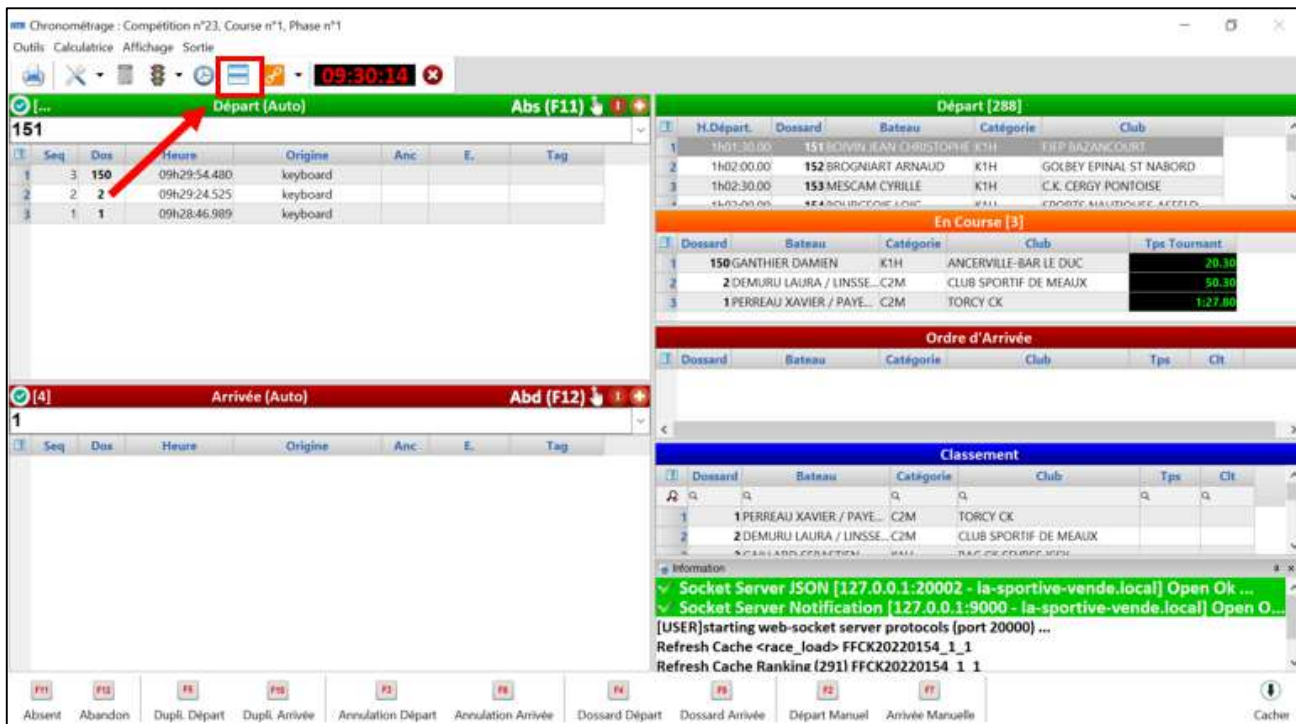 Chronométrage : Compétition n°23, Course n°1, Phase n°1
Outils Calculatrice Affichage Sortie
09:30:14
[... Départ (Auto) Abs (F11)
151
Seq Dos Heure Origine Anc E. Tag
1 3 150 09h29:54.480 keyboard
2 2 2 09h29:24.525 keyboard
3 1 1 09h28:46.989 keyboard
[4] Arrivée (Auto) Abd (F12)
1
Seq Dos Heure Origine Anc E. Tag
Départ [288]
H.Départ. Dossard Bateau Catégorie Club
1 1h01:30.00 151 BOIVIN JEAN CHRISTOPHE K1H EJEP BAZANCOURT
2 1h02:00.00 152 BROGNIART ARNAUD K1H GOLBEY EPINAL ST NABORD
3 1h02:30.00 153 MESCAM CYRILLE K1H C.K. CERGY PONTOISE
En Course [3]
Dossard Bateau Catégorie Club Tps Tournant
1 150 GANTHIER DAMIEN K1H ANCERVILLE-BAR LE DUC 20.30
2 2 DEMURU LAURA / LINSSE... C2M CLUB SPORTIF DE MEAUX 50.30
3 1 PERREAU XAVIER / PAYE... C2M TORCY CK 1:27.80
Ordre d'Arrivée
Dossard Bateau Catégorie Club Tps Clt
Classement
Dossard Bateau Catégorie Club Tps Clt
1 1 PERREAU XAVIER / PAYE... C2M TORCY CK
2 2 DEMURU LAURA / LINSSE... C2M CLUB SPORTIF DE MEAUX
Information
Socket Server JSON [127.0.0.1:20002 - la-sportive-vende.local] Open Ok ...
Socket Server Notification [127.0.0.1:9000 - la-sportive-vende.local] Open O...
[USER]starting web-socket server protocols (port 20000) ...
Refresh Cache <race_load> FFCK20220154_1_1
Refresh Cache Ranking (291) FFCK20220154_1_1
F11 F12 F5 F10 F3 F8 F4 F9 F2 F7
Absent Abandon Dupli. Départ Dupli. Arrivée Annulation Départ Annulation Arrivée Dossard Départ Dossard Arrivée Départ Manuel Arrivée Manuelle Cacher